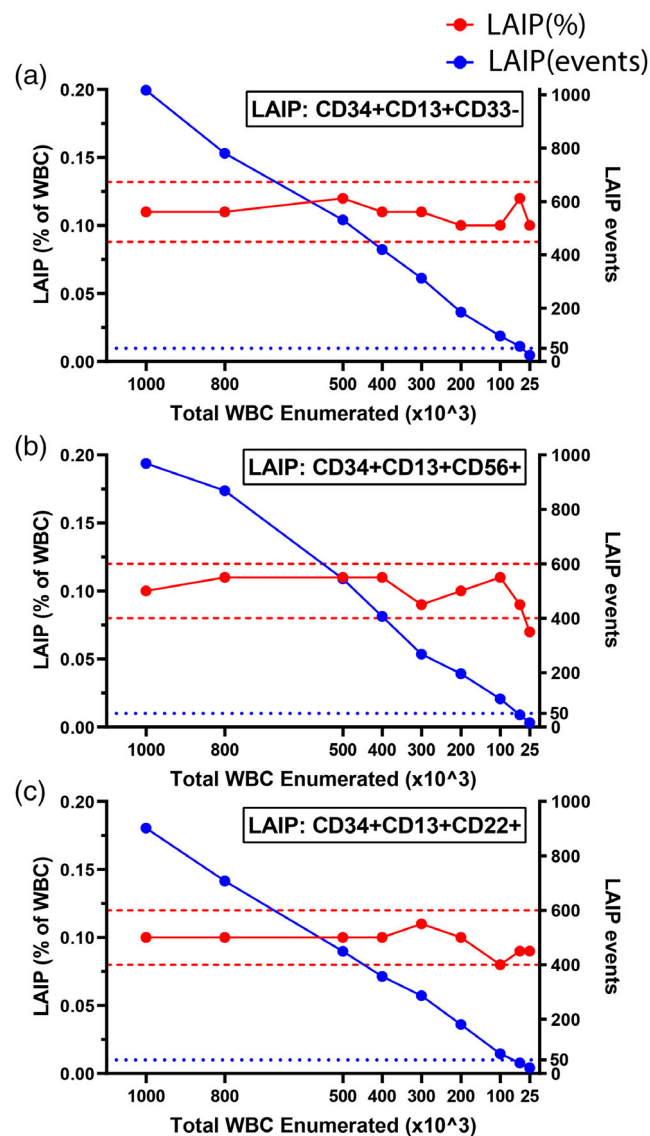 LAIP(%)
LAIP(events)
(a)
LAIP: CD34+CD13+CD33-
0.20
0.15
0.10
0.05
0.00
LAIP (% of WBC)
1000
800
600
400
200
50
0
LAIP events
1000 800 500 400 300 200 100 25
Total WBC Enumerated (x10^3)
(b)
LAIP: CD34+CD13+CD56+
0.20
0.15
0.10
0.05
0.00
LAIP (% of WBC)
1000
800
600
400
200
50
0
LAIP events
1000 800 500 400 300 200 100 25
Total WBC Enumerated (x10^3)
(c)
LAIP: CD34+CD13+CD22+
0.20
0.15
0.10
0.05
0.00
LAIP (% of WBC)
1000
800
600
400
200
50
0
LAIP events
1000 800 500 400 300 200 100 25
Total WBC Enumerated (x10^3)